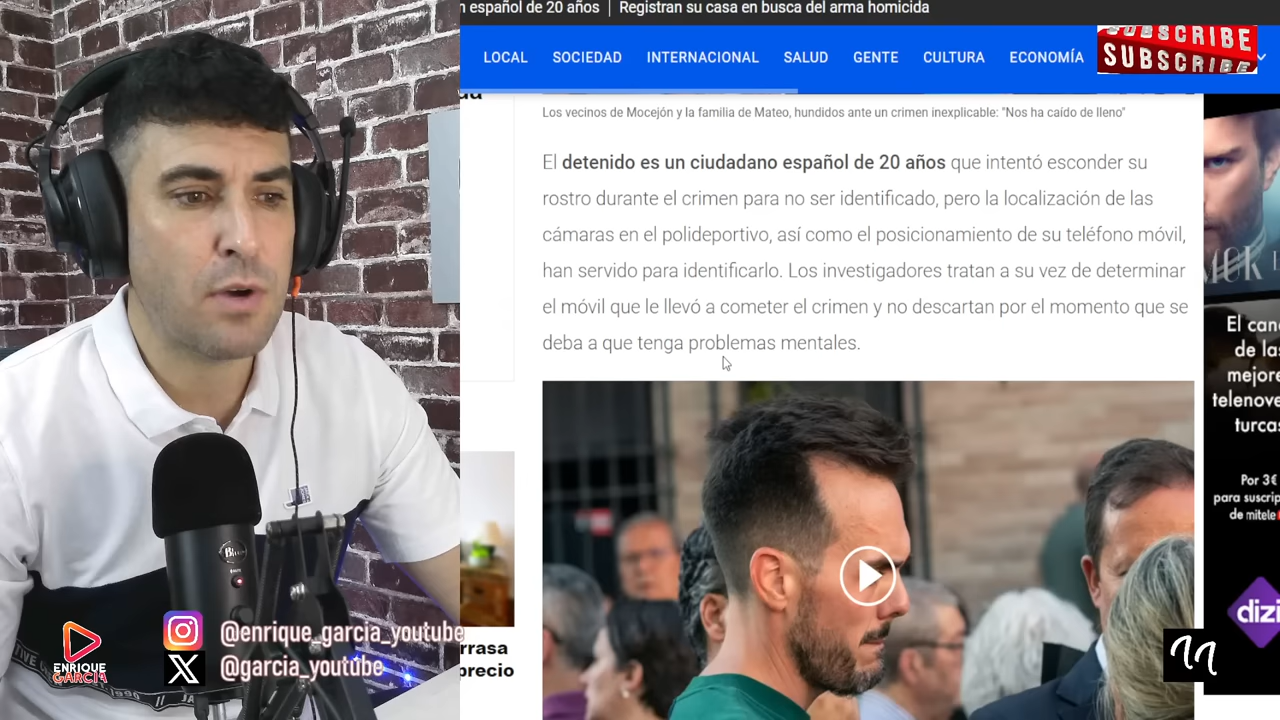 n español de 20 años | Registran su casa en busca del arma homicida
LOCAL SOCIEDAD INTERNACIONAL SALUD GENTE CULTURA ECONOMÍA
SUBSCRIBE
SUBSCRIBE
Los vecinos de Mocejón y la familia de Mateo, hundidos ante un crimen inexplicable: "Nos ha caído de lleno"
El detenido es un ciudadano español de 20 años que intentó esconder su
rostro durante el crimen para no ser identificado, pero la localización de las
cámaras en el polideportivo, así como el posicionamiento de su teléfono móvil,
han servido para identificarlo. Los investigadores tratan a su vez de determinar
el móvil que le llevó a cometer el crimen y no descartan por el momento que se
deba a que tenga problemas mentales.
El cana
de las
mejore
telenove
turcas
Por 3€
para suscrip
de mitele
dizi
rrasa
precio
Blue
@enrique_garcia_youtube
@garcia_youtube
ENRIQUE
GARCIA